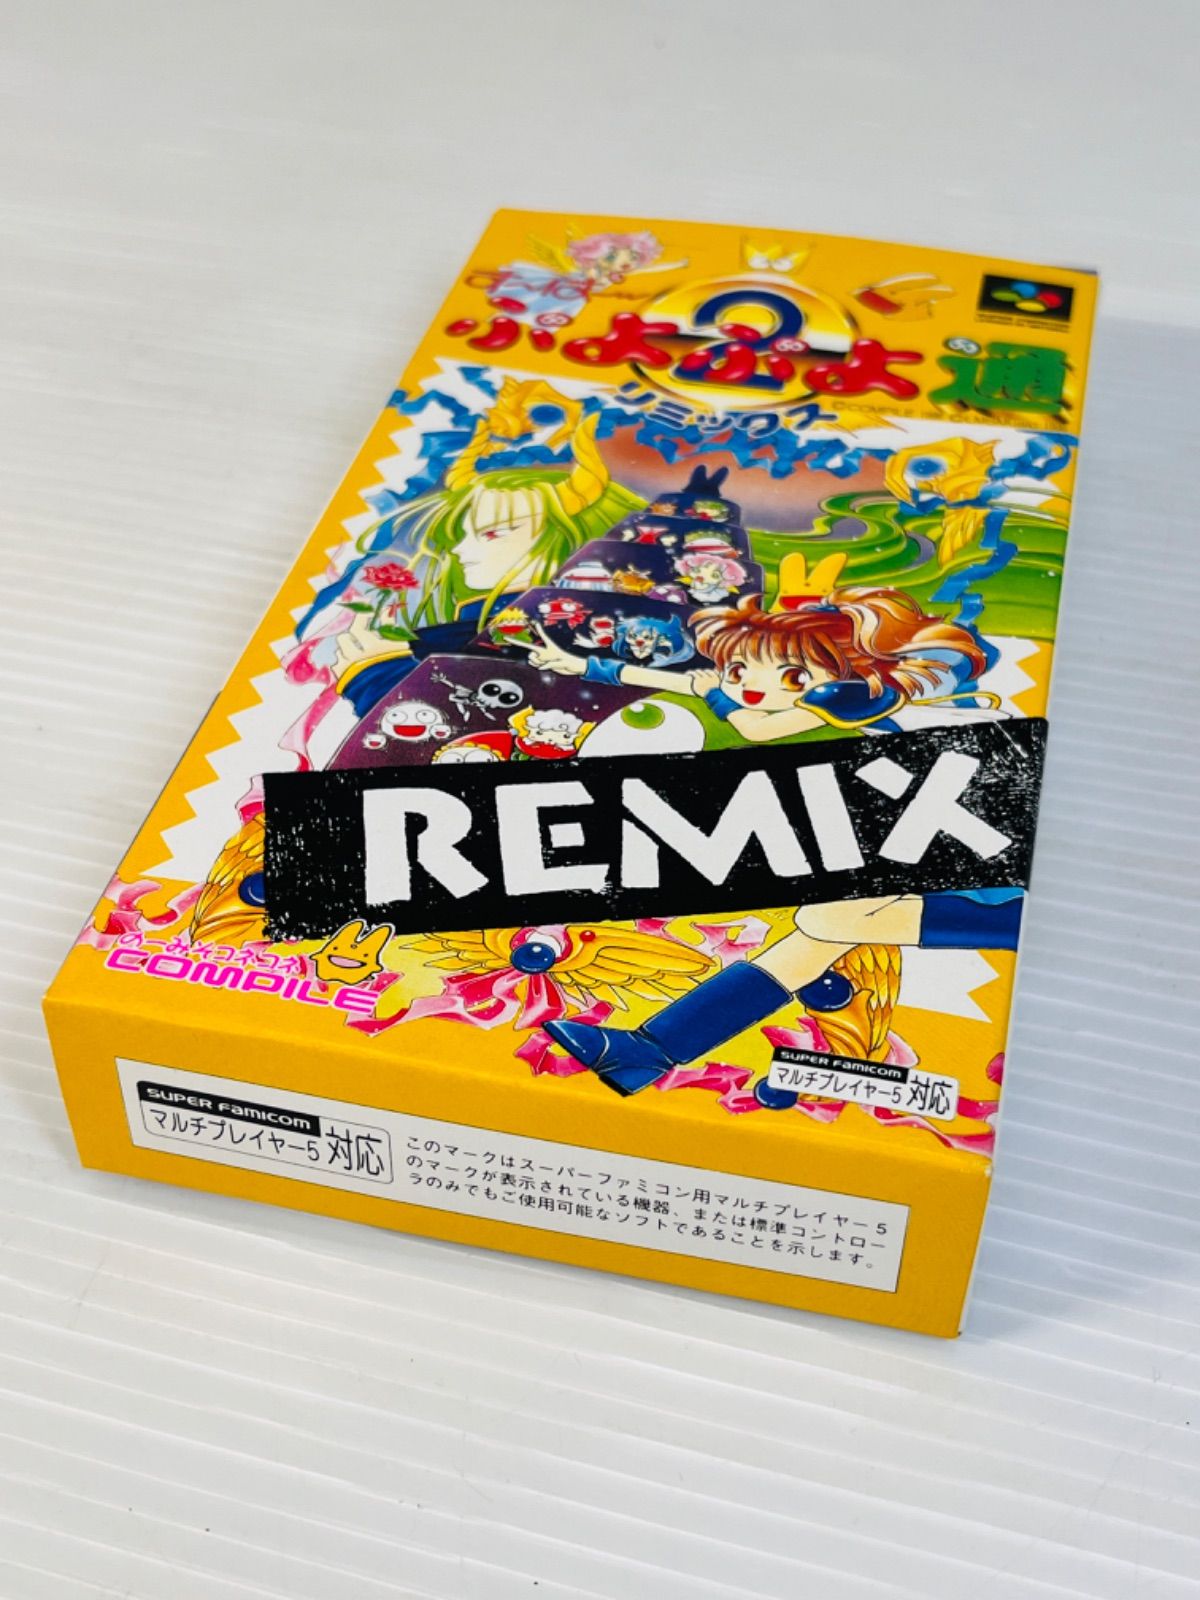 すーぱー
2
ぷよぷよ通
リミックス
REMIX
のーみそコネコネ
COMPILE
SUPER Famicom
マルチプレイヤー5 対応
SUPER Famicom
マルチプレイヤー5 対応
このマークはスーパーファミコン用マルチプレイヤー5
のマークが表示されている機器、または標準コントロー
ラのみでもご使用可能なソフトであることを示します。